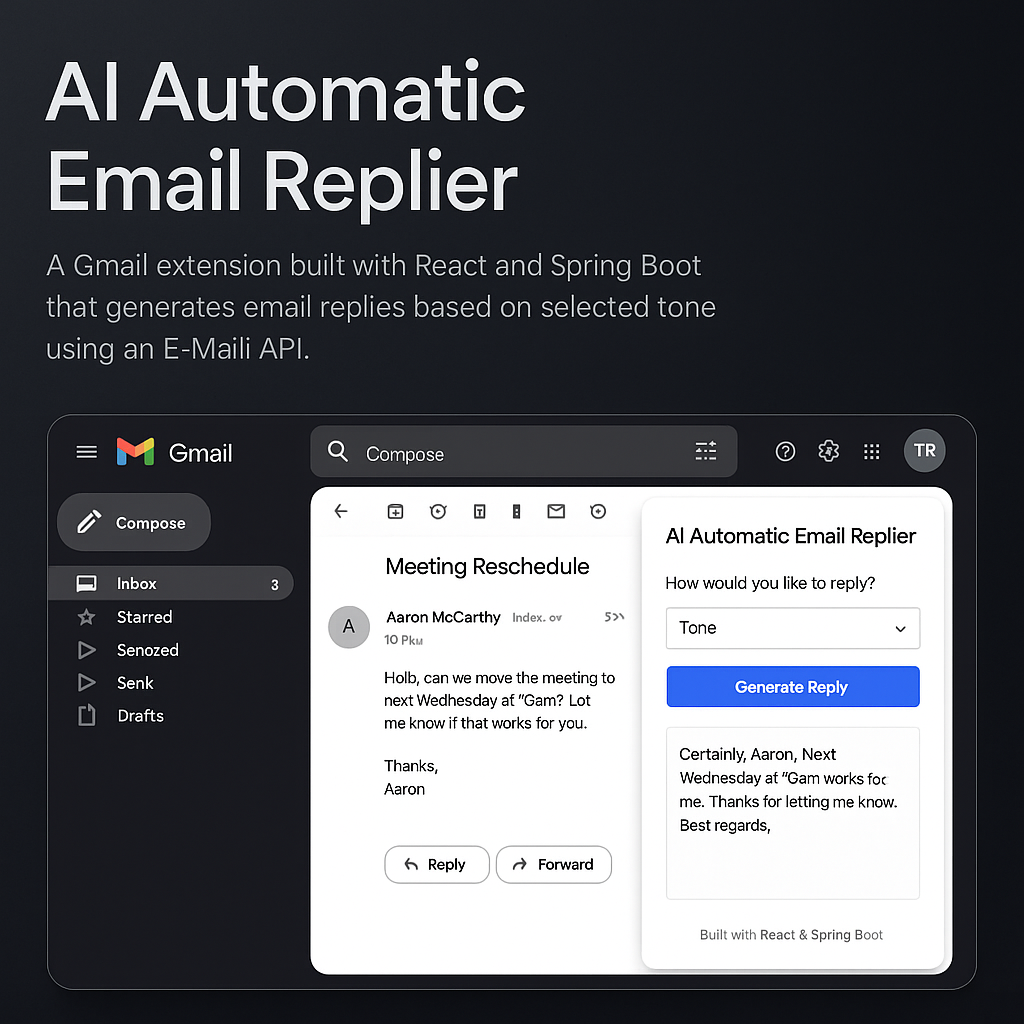 AI Automatic
Email Replier
A Gmail extension built with React and Spring Boot
that generates email replies based on selected tone
using an E-Maili API.
Gmail
Compose
TR
Compose
Inbox 3
Starred
Senozed
Senk
Drafts
Meeting Reschedule
A
Aaron McCarthy Index. ov
10 Pkм
Holb, can we move the meeting to
next Wednesday at "Gam? Lot
me know if that works for you.
Thanks,
Aaron
Reply
Forward
AI Automatic Email Replier
How would you like to reply?
Tone
Generate Reply
Certainly, Aaron, Next
Wednesday at "Gam works foc
me. Thanks for letting me know.
Best regards,
Built with React & Spring Boot